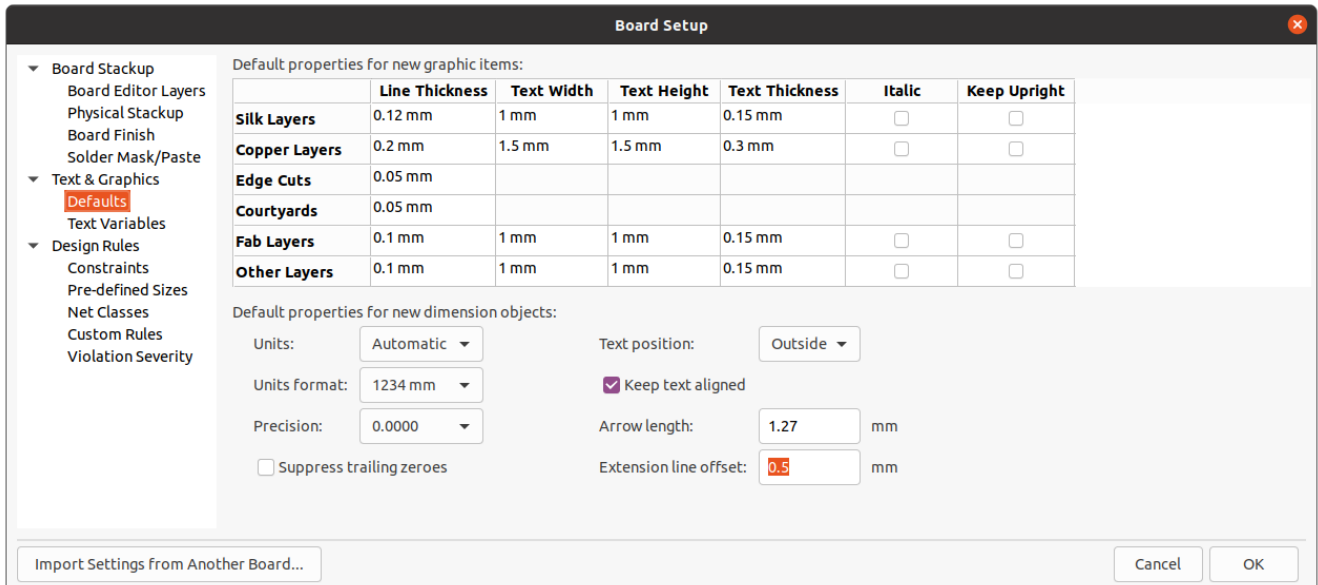 Board Setup
Board Stackup
Board Editor Layers
Physical Stackup
Board Finish
Solder Mask/Paste
Text & Graphics
Defaults
Text Variables
Design Rules
Constraints
Pre-defined Sizes
Net Classes
Custom Rules
Violation Severity
Default properties for new graphic items:
Line Thickness Text Width Text Height Text Thickness Italic Keep Upright
Silk Layers 0.12 mm 1 mm 1 mm 0.15 mm
Copper Layers 0.2 mm 1.5 mm 1.5 mm 0.3 mm
Edge Cuts 0.05 mm
Courtyards 0.05 mm
Fab Layers 0.1 mm 1 mm 1 mm 0.15 mm
Other Layers 0.1 mm 1 mm 1 mm 0.15 mm
Default properties for new dimension objects:
Units: Automatic Text position: Outside
Units format: 1234 mm Keep text aligned
Precision: 0.0000 Arrow length: 1.27 mm
Suppress trailing zeroes Extension line offset: 0.5 mm
Import Settings from Another Board... Cancel OK